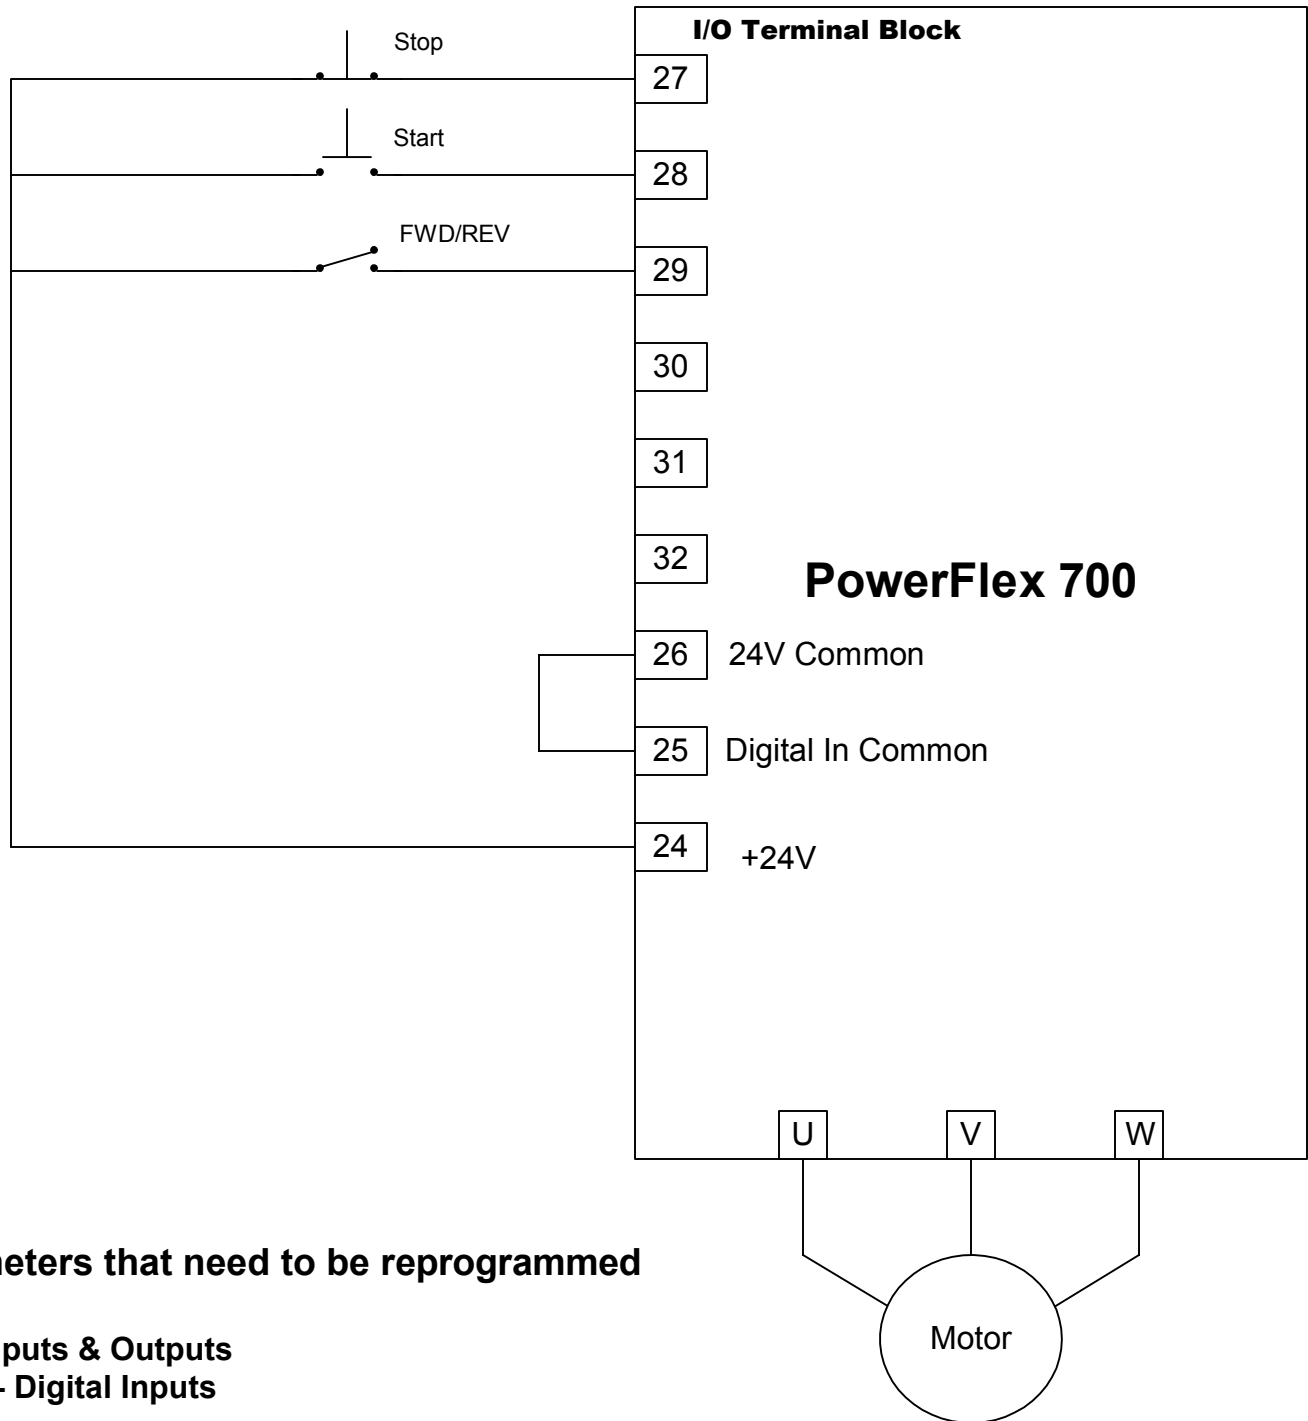 I/O Terminal Block
Stop
27
Start
28
FWD/REV
29
30
31
32
PowerFlex 700
26 24V Common
25 Digital In Common
24 +24V
U V W
Motor
eters that need to be reprogrammed
puts & Outputs
- Digital Inputs